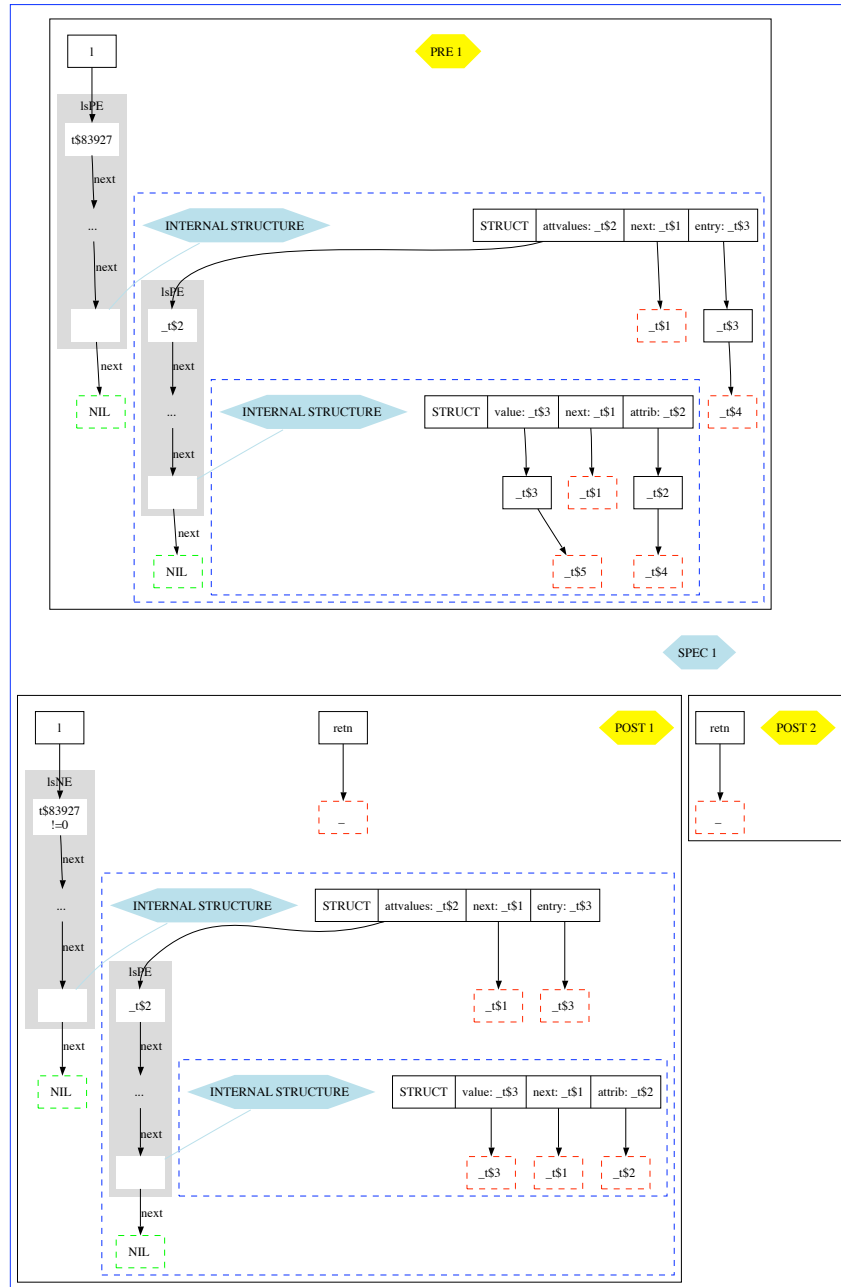 l
PRE 1
lsPE
t$83927
next
...
INTERNAL STRUCTURE
STRUCT
attvalues: _t$2
next: _t$1
entry: _t$3
next
lsPE
_t$2
_t$1
_t$3
next
next
NIL
...
INTERNAL STRUCTURE
STRUCT
value: _t$3
next: _t$1
attrib: _t$2
_t$4
next
_t$3
_t$1
_t$2
next
NIL
_t$5
_t$4
SPEC 1
l
retn
POST 1
retn
POST 2
lsNE
t$83927
!=0
_
_
next
...
INTERNAL STRUCTURE
STRUCT
attvalues: _t$2
next: _t$1
entry: _t$3
next
lsPE
_t$2
_t$1
_t$3
next
next
NIL
...
INTERNAL STRUCTURE
STRUCT
value: _t$3
next: _t$1
attrib: _t$2
next
_t$3
_t$1
_t$2
next
NIL